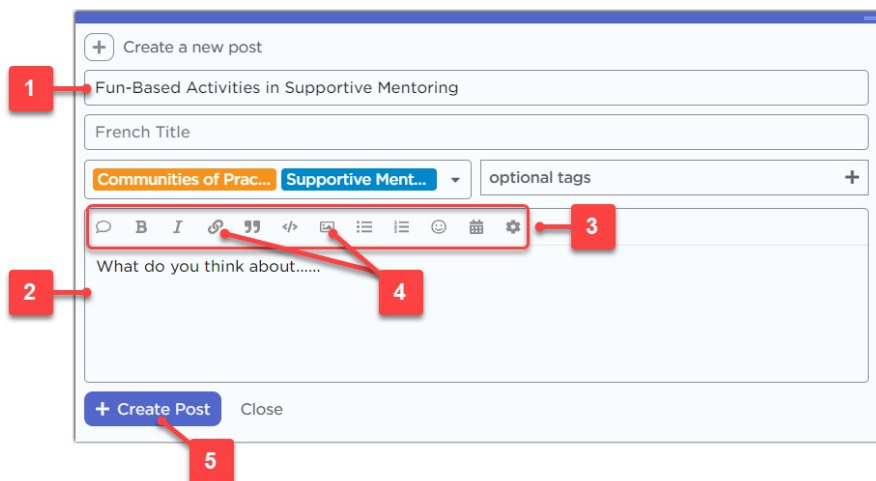 Create a new post
1
Fun-Based Activities in Supportive Mentoring
French Title
Communities of Prac... Supportive Ment... optional tags +
B I </> 3
What do you think about......
2
4
+ Create Post Close
5